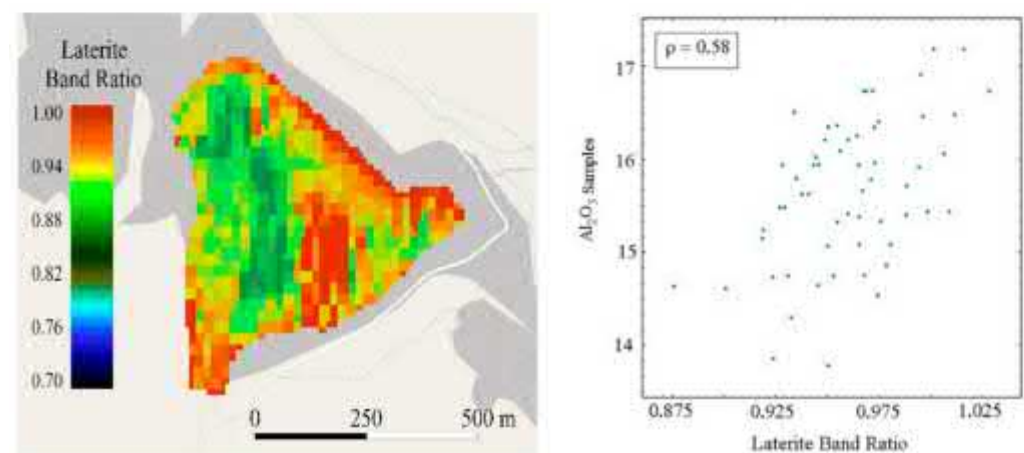 Laterite
Band Ratio
1.00
0.94
0.88
0.82
0.76
0.70
0 250 500 m
ρ = 0.58
17
16
15
14
Al₂O₃ Samples
0.875 0.925 0.975 1.025
Laterite Band Ratio